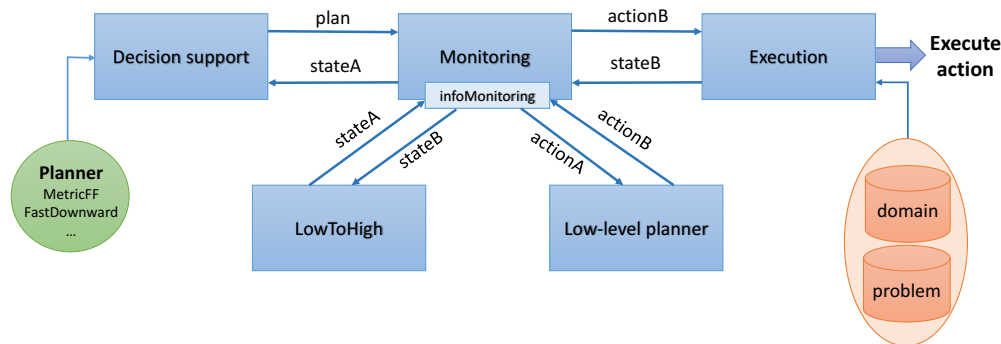 plan
actionB
Decision support
Monitoring
Execution
Execute
action
stateA
stateB
infoMonitoring
stateA
stateB
actionA
actionB
Planner
MetricFF
FastDownward
...
LowToHigh
Low-level planner
domain
problem